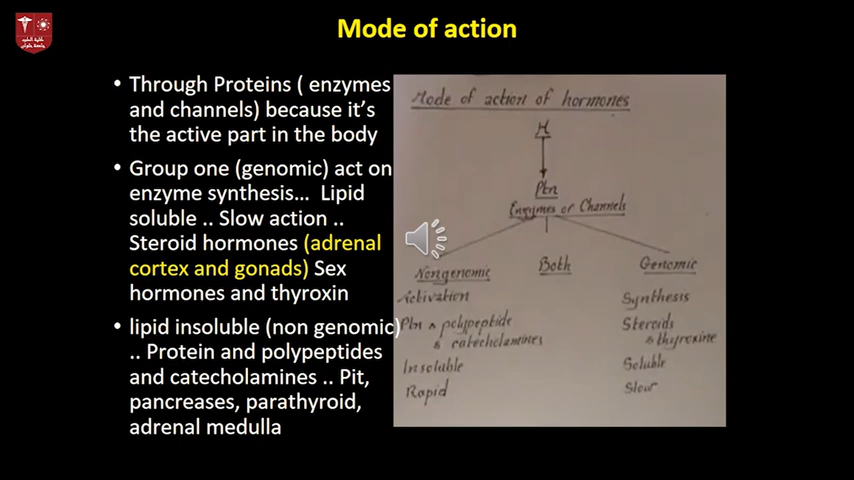 Mode of action
• Through Proteins ( enzymes
and channels) because it's
the active part in the body
• Group one (genomic) act on
enzyme synthesis... Lipid
soluble .. Slow action ..
Steroid hormones (adrenal
cortex and gonads) Sex
hormones and thyroxin
• lipid insoluble (non genomic)
.. Protein and polypeptides
and catecholamines .. Pit,
pancreases, parathyroid,
adrenal medulla
Mode of action of hormones
H
Ptn
Enzymes or Channels
Nongenomic
Activation
Ptn & polypeptide
& catecholamines
Insoluble
Rapid
Both
Genomic
Synthesis
Steroids
& thyroxine
Soluble
Slow